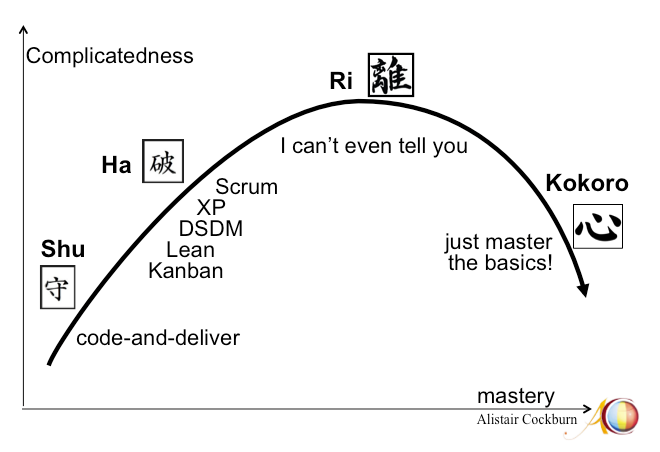 Complicatedness
Ri 離
I can't even tell you
Ha 破
Scrum
XP
DSDM
Lean
Kanban
Kokoro
心
just master
the basics!
Shu
守
code-and-deliver
mastery
Alistair Cockburn